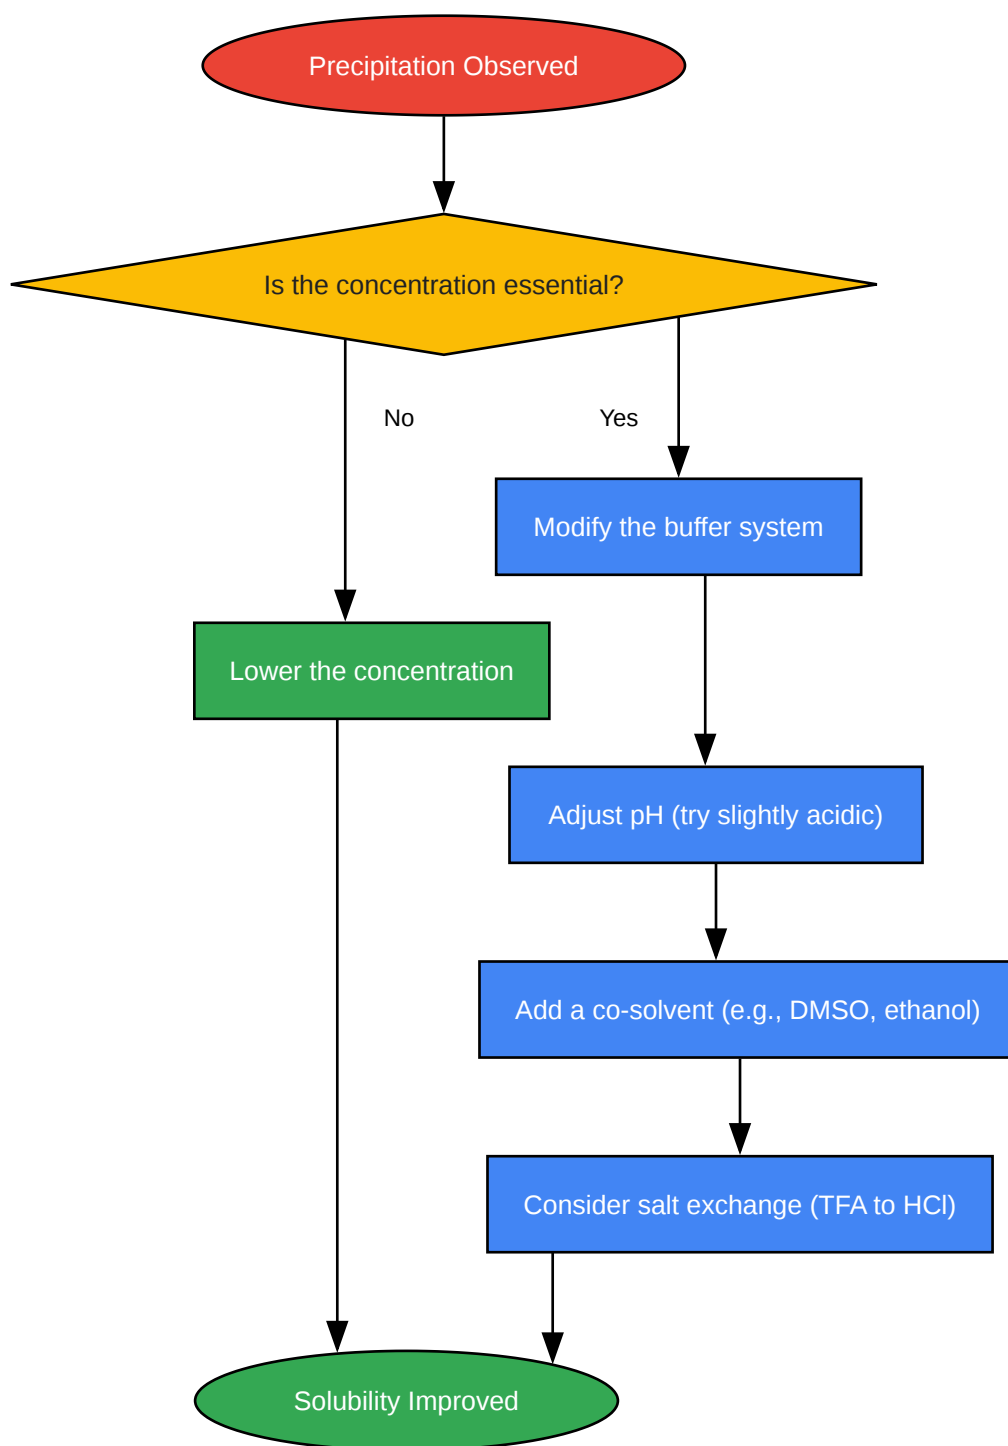 Precipitation Observed
Is the concentration essential?
No
Yes
Modify the buffer system
Lower the concentration
Adjust pH (try slightly acidic)
Add a co-solvent (e.g., DMSO, ethanol)
Consider salt exchange (TFA to HCl)
Solubility Improved